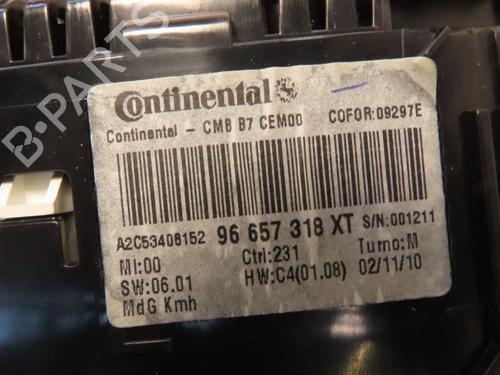 Continental
Continental - CMB B7 CEM00 COFOR:09297E
A2C53408152 96 657 318 XT S/N:001211
MI:00 Ctrl:231 Turno:M
SW:06.01 HW:C4(01.08) 02/11/10
MdG Kmh
B-Parts